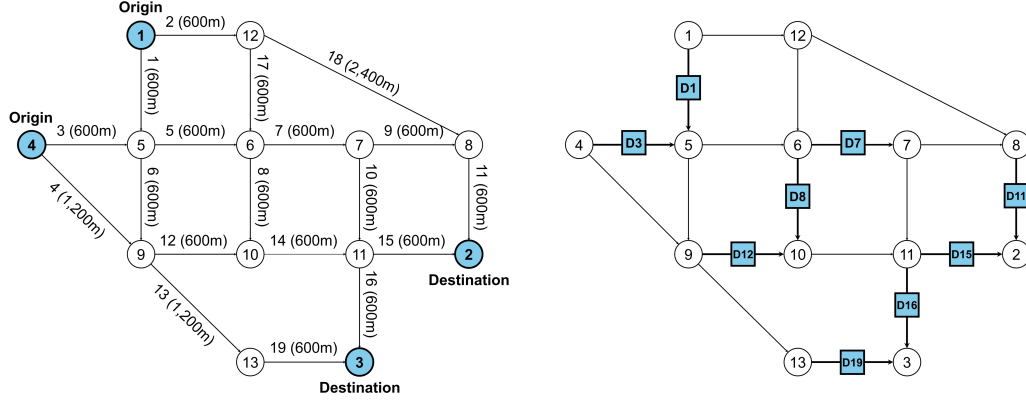 Origin
1
2 (600m)
12
1 (600m)
17 (600m)
18 (2,400m)
Origin
4
3 (600m)
5
5 (600m)
6
7 (600m)
7
9 (600m)
8
4 (1,200m)
6 (600m)
8 (600m)
10 (600m)
11 (600m)
9
12 (600m)
10
14 (600m)
11
15 (600m)
2
Destination
13 (1,200m)
16 (600m)
13
19 (600m)
3
Destination
1
12
D1
4
D3
5
6
D7
7
8
D8
D11
9
D12
10
11
D15
2
D16
13
D19
3